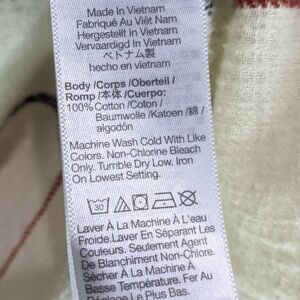 Made In Vietnam
Fabriqué Au Viêt Nam
Hergestellt In Vietnam
Vervaardigd In Vietnam
ベトナム製
hecho en vietnam
Body/Corps/Oberteil/
Romp/本体/Cuerpo:
100%Cotton/Coton/
Baumwolle/Katoen/綿/
algodón
Machine Wash Cold With Like
Colors. Non-Chlorine Bleach
Only. Tumble Dry Low. Iron
On Lowest Setting.
30
Laver À La Machine À L'eau
Froide.Laver En Séparant Les
Couleurs. Seulement Agent
De Blanchiment Non-Chlore.
Sécher À La Machine À
Basse Température. Fer Au
Réglage Le Plus Bas.